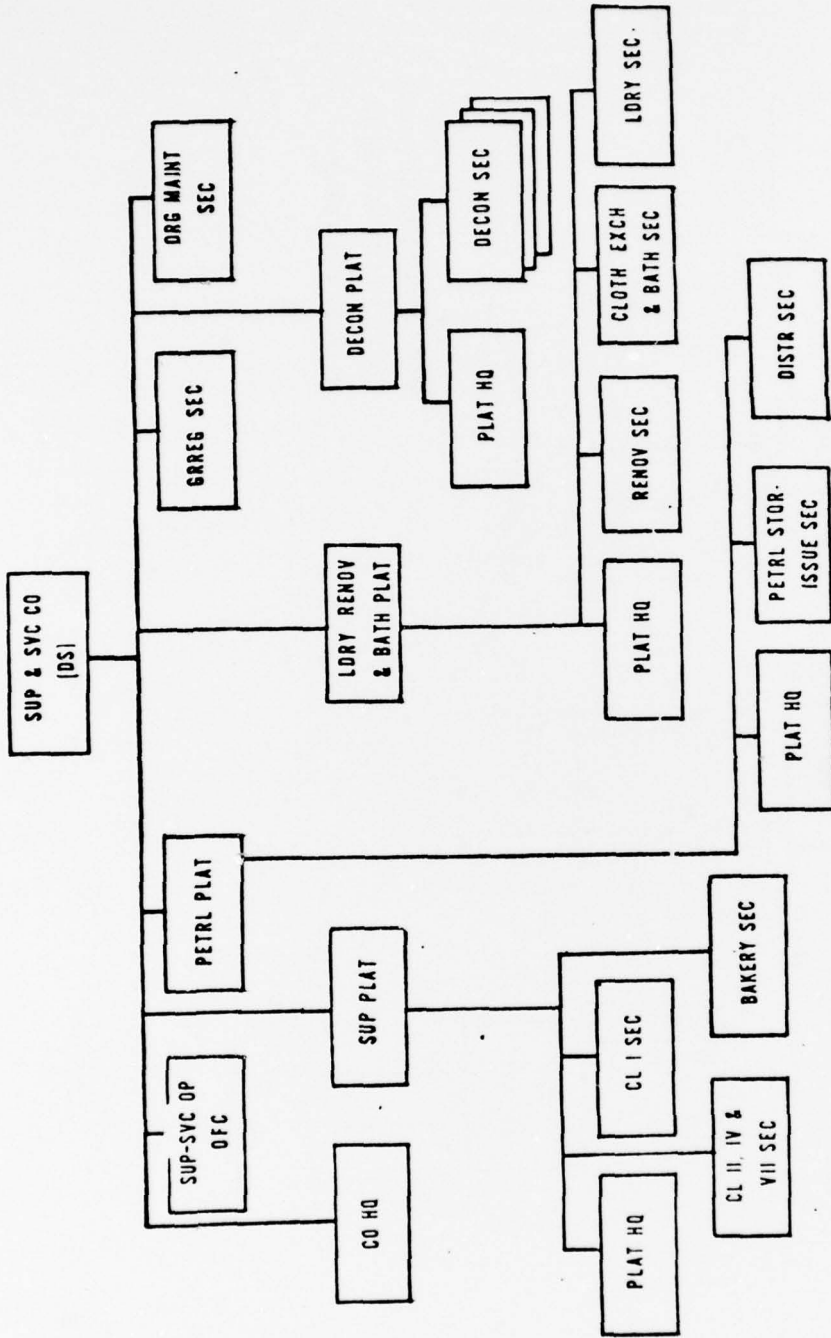 SUP & SVC CO
[DS]
SUP-SVC OP
OFC
PETRL PLAT
GRREG SEC
ORG MAINT
SEC
CO HQ
SUP PLAT
LDRY RENOV
& BATH PLAT
DECON PLAT
PLAT HQ
DECON SEC
PLAT HQ
CL I SEC
CL II, IV &
VII SEC
BAKERY SEC
PLAT HQ
RENOV SEC
CLOTH EXCH
& BATH SEC
LDRY SEC
PLAT HQ
PETRL STOR-
ISSUE SEC
DISTR SEC